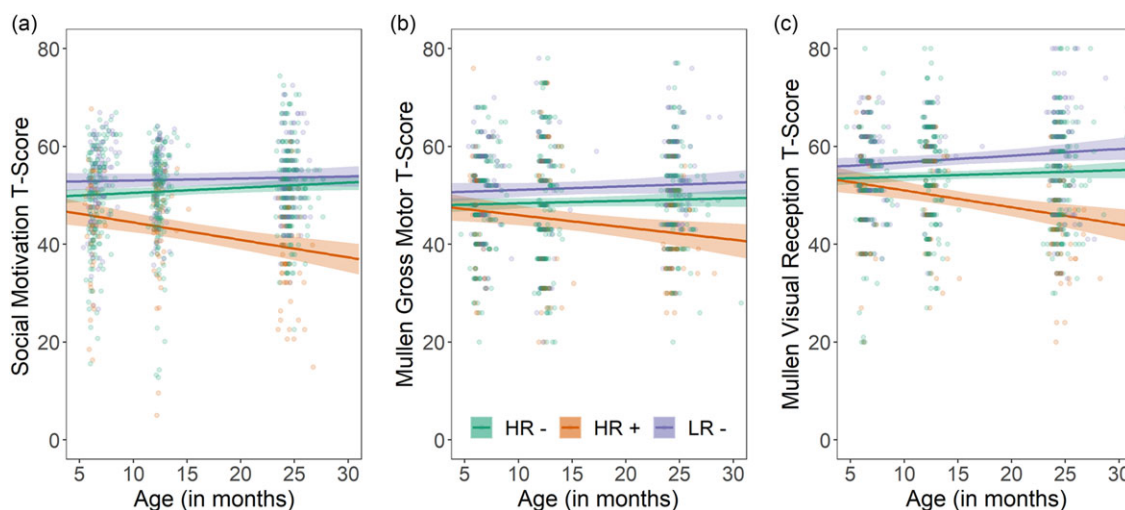 (a)
Social Motivation T-Score
80
60
40
20
0
5 10 15 20 25 30
Age (in months)
(b)
Mullen Gross Motor T-Score
80
60
40
20
0
HR - HR + LR -
5 10 15 20 25 30
Age (in months)
(c)
Mullen Visual Reception T-Score
80
60
40
20
0
5 10 15 20 25 30
Age (in months)